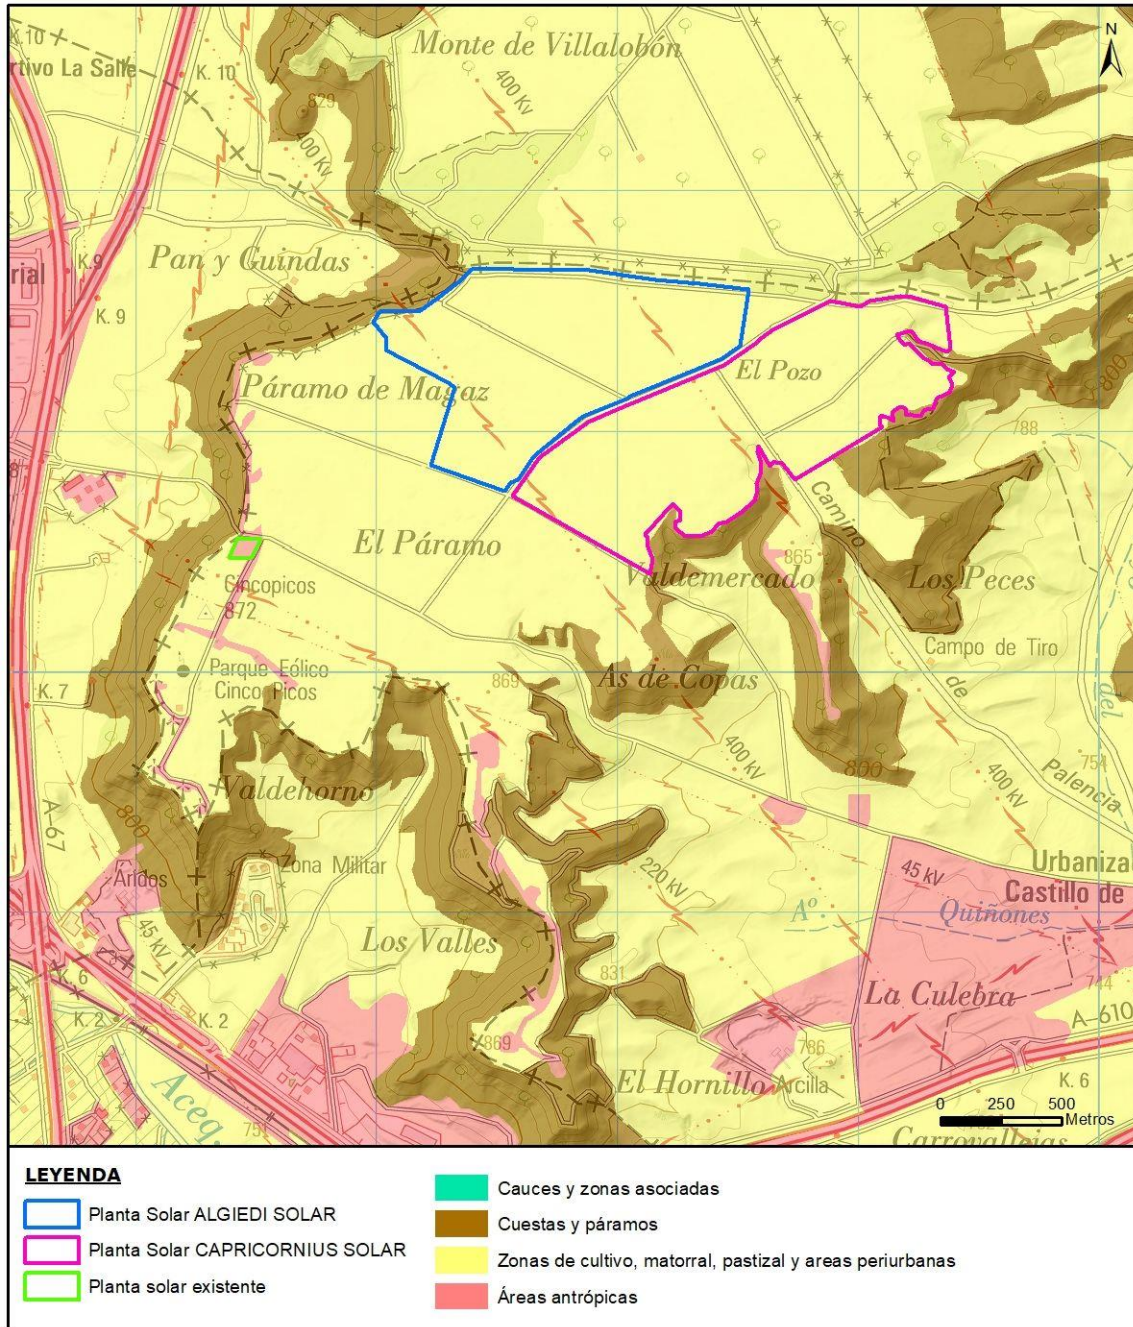 K.10
Monte de Villalobón
N
rtivo La Salle
K. 10
400 Kv
829
400 Kv
Pan y Guindas
rial
K.9
K. 9
El Pozo
Páramo de Magaz
800
788
8
Camino
El Páramo
865
Cincopicos
Valdemercado
Los Peces
872
Campo de Tiro
Parque Eólico
K. 7
869
As de Copas
de
del
Cinco Picos
400 kV
754
400 kV
Palencia
Valdehorno
800
800
A-67
Zona Militar
Urbaniza
Áridos
45 kV
Castillo de
220 kV
Aº.
Quiñones
45 kV
Los Valles
831
K. 6
La Culebra
744
K. 2
K. 2
A-610
869
786
El Hornillo
Arcilla
K. 6
Aceq.
0 250 500
Metros
Carrovallejas
LEYENDA
Planta Solar ALGIEDI SOLAR
Planta Solar CAPRICORNIUS SOLAR
Planta solar existente
Cauces y zonas asociadas
Cuestas y páramos
Zonas de cultivo, matorral, pastizal y areas periurbanas
Áreas antrópicas